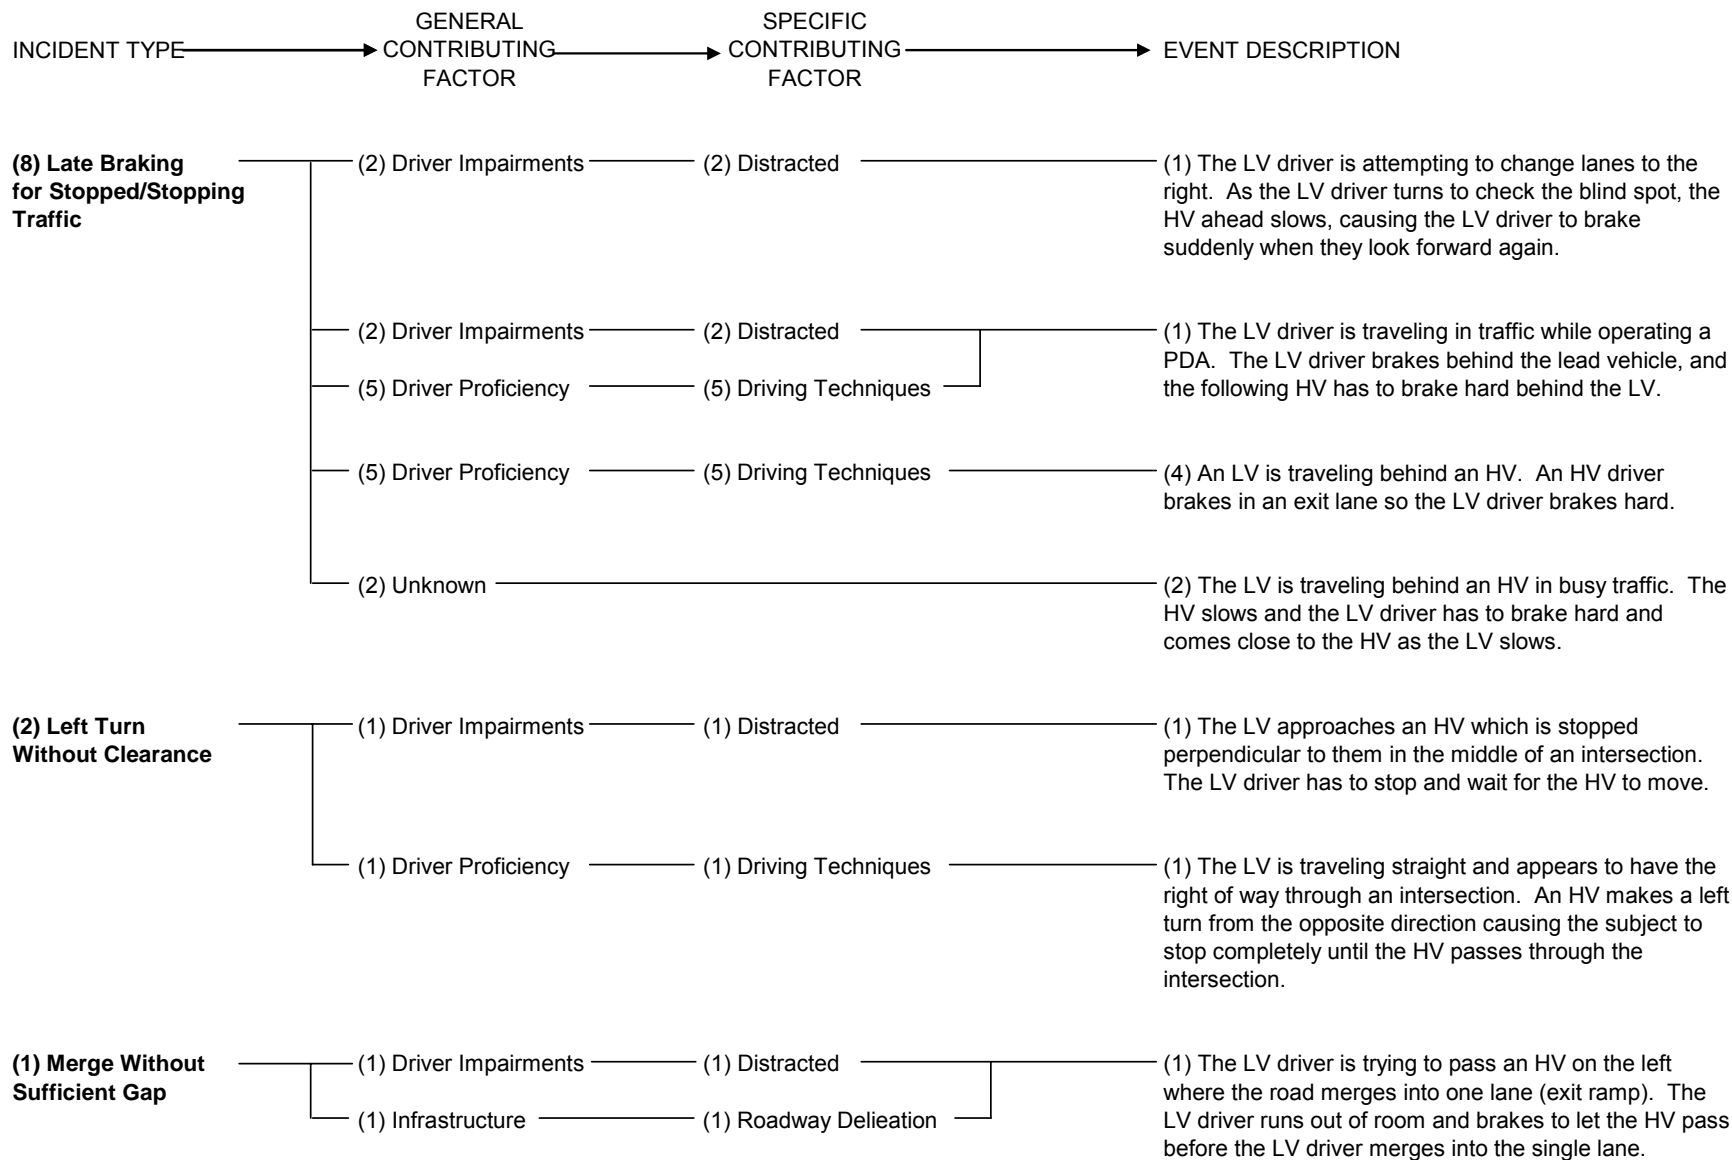 INCIDENT TYPE
GENERAL
CONTRIBUTING
FACTOR
SPECIFIC
CONTRIBUTING
FACTOR
EVENT DESCRIPTION
(8) Late Braking
for Stopped/Stopping
Traffic
(2) Driver Impairments
(2) Distracted
(1) The LV driver is attempting to change lanes to the
right. As the LV driver turns to check the blind spot, the
HV ahead slows, causing the LV driver to brake
suddenly when they look forward again.
(2) Driver Impairments
(2) Distracted
(5) Driver Proficiency
(5) Driving Techniques
(1) The LV driver is traveling in traffic while operating a
PDA. The LV driver brakes behind the lead vehicle, and
the following HV has to brake hard behind the LV.
(5) Driver Proficiency
(5) Driving Techniques
(4) An LV is traveling behind an HV. An HV driver
brakes in an exit lane so the LV driver brakes hard.
(2) Unknown
(2) The LV is traveling behind an HV in busy traffic. The
HV slows and the LV driver has to brake hard and
comes close to the HV as the LV slows.
(2) Left Turn
Without Clearance
(1) Driver Impairments
(1) Distracted
(1) The LV approaches an HV which is stopped
perpendicular to them in the middle of an intersection.
The LV driver has to stop and wait for the HV to move.
(1) Driver Proficiency
(1) Driving Techniques
(1) The LV is traveling straight and appears to have the
right of way through an intersection. An HV makes a left
turn from the opposite direction causing the subject to
stop completely until the HV passes through the
intersection.
(1) Merge Without
Sufficient Gap
(1) Driver Impairments
(1) Distracted
(1) Infrastructure
(1) Roadway Delieation
(1) The LV driver is trying to pass an HV on the left
where the road merges into one lane (exit ramp). The
LV driver runs out of room and brakes to let the HV pass
before the LV driver merges into the single lane.